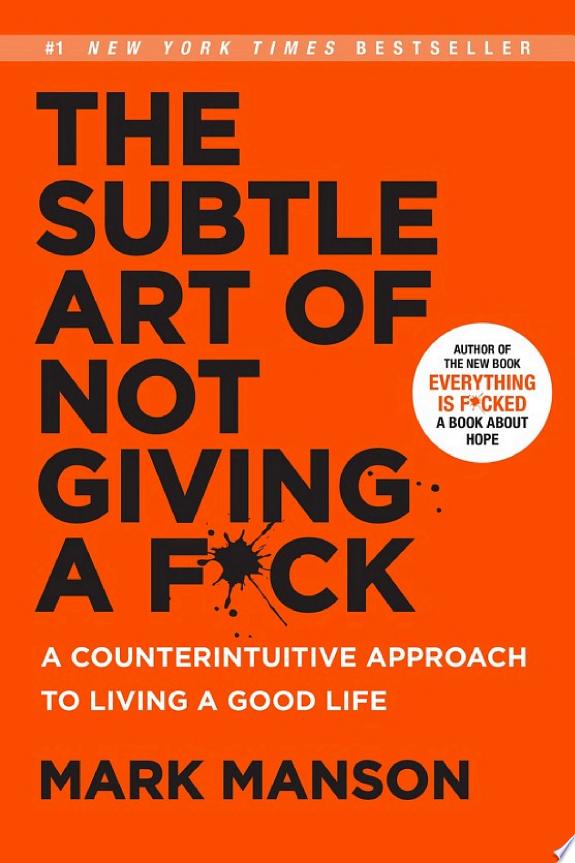 #1 NEW YORK TIMES BESTSELLER
THE
SUBTLE
ART OF
NOT
GIVING
A F*CK
AUTHOR OF
THE NEW BOOK
EVERYTHING
IS F*CKED
A BOOK ABOUT
HOPE
A COUNTERINTUITIVE APPROACH
TO LIVING A GOOD LIFE
MARK MANSON